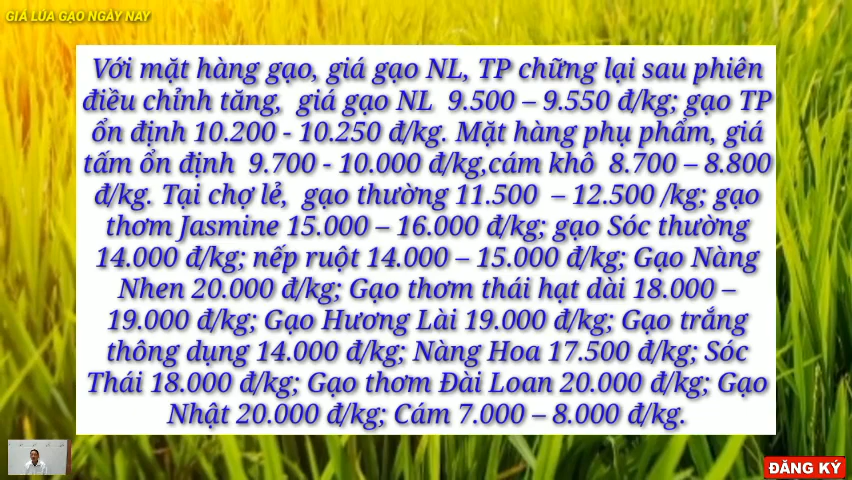 GIÁ LÚA GẠO NGÀY NAY
Với mặt hàng gạo, giá gạo NL, TP chững lại sau phiên
điều chỉnh tăng, giá gạo NL 9.500 – 9.550 đ/kg; gạo TP
ổn định 10.200 - 10.250 đ/kg. Mặt hàng phụ phẩm, giá
tấm ổn định 9.700 - 10.000 đ/kg,cám khô 8.700 – 8.800
đ/kg. Tại chợ lẻ, gạo thường 11.500 – 12.500 /kg; gạo
thơm Jasmine 15.000 – 16.000 đ/kg; gạo Sóc thường
14.000 đ/kg; nếp ruột 14.000 – 15.000 đ/kg; Gạo Nàng
Nhen 20.000 đ/kg; Gạo thơm thái hạt dài 18.000 –
19.000 đ/kg; Gạo Hương Lài 19.000 đ/kg; Gạo trắng
thông dụng 14.000 đ/kg; Nàng Hoa 17.500 đ/kg; Sóc
Thái 18.000 đ/kg; Gạo thơm Đài Loan 20.000 đ/kg; Gạo
Nhật 20.000 đ/kg; Cám 7.000 – 8.000 đ/kg.
ĐĂNG KÝ